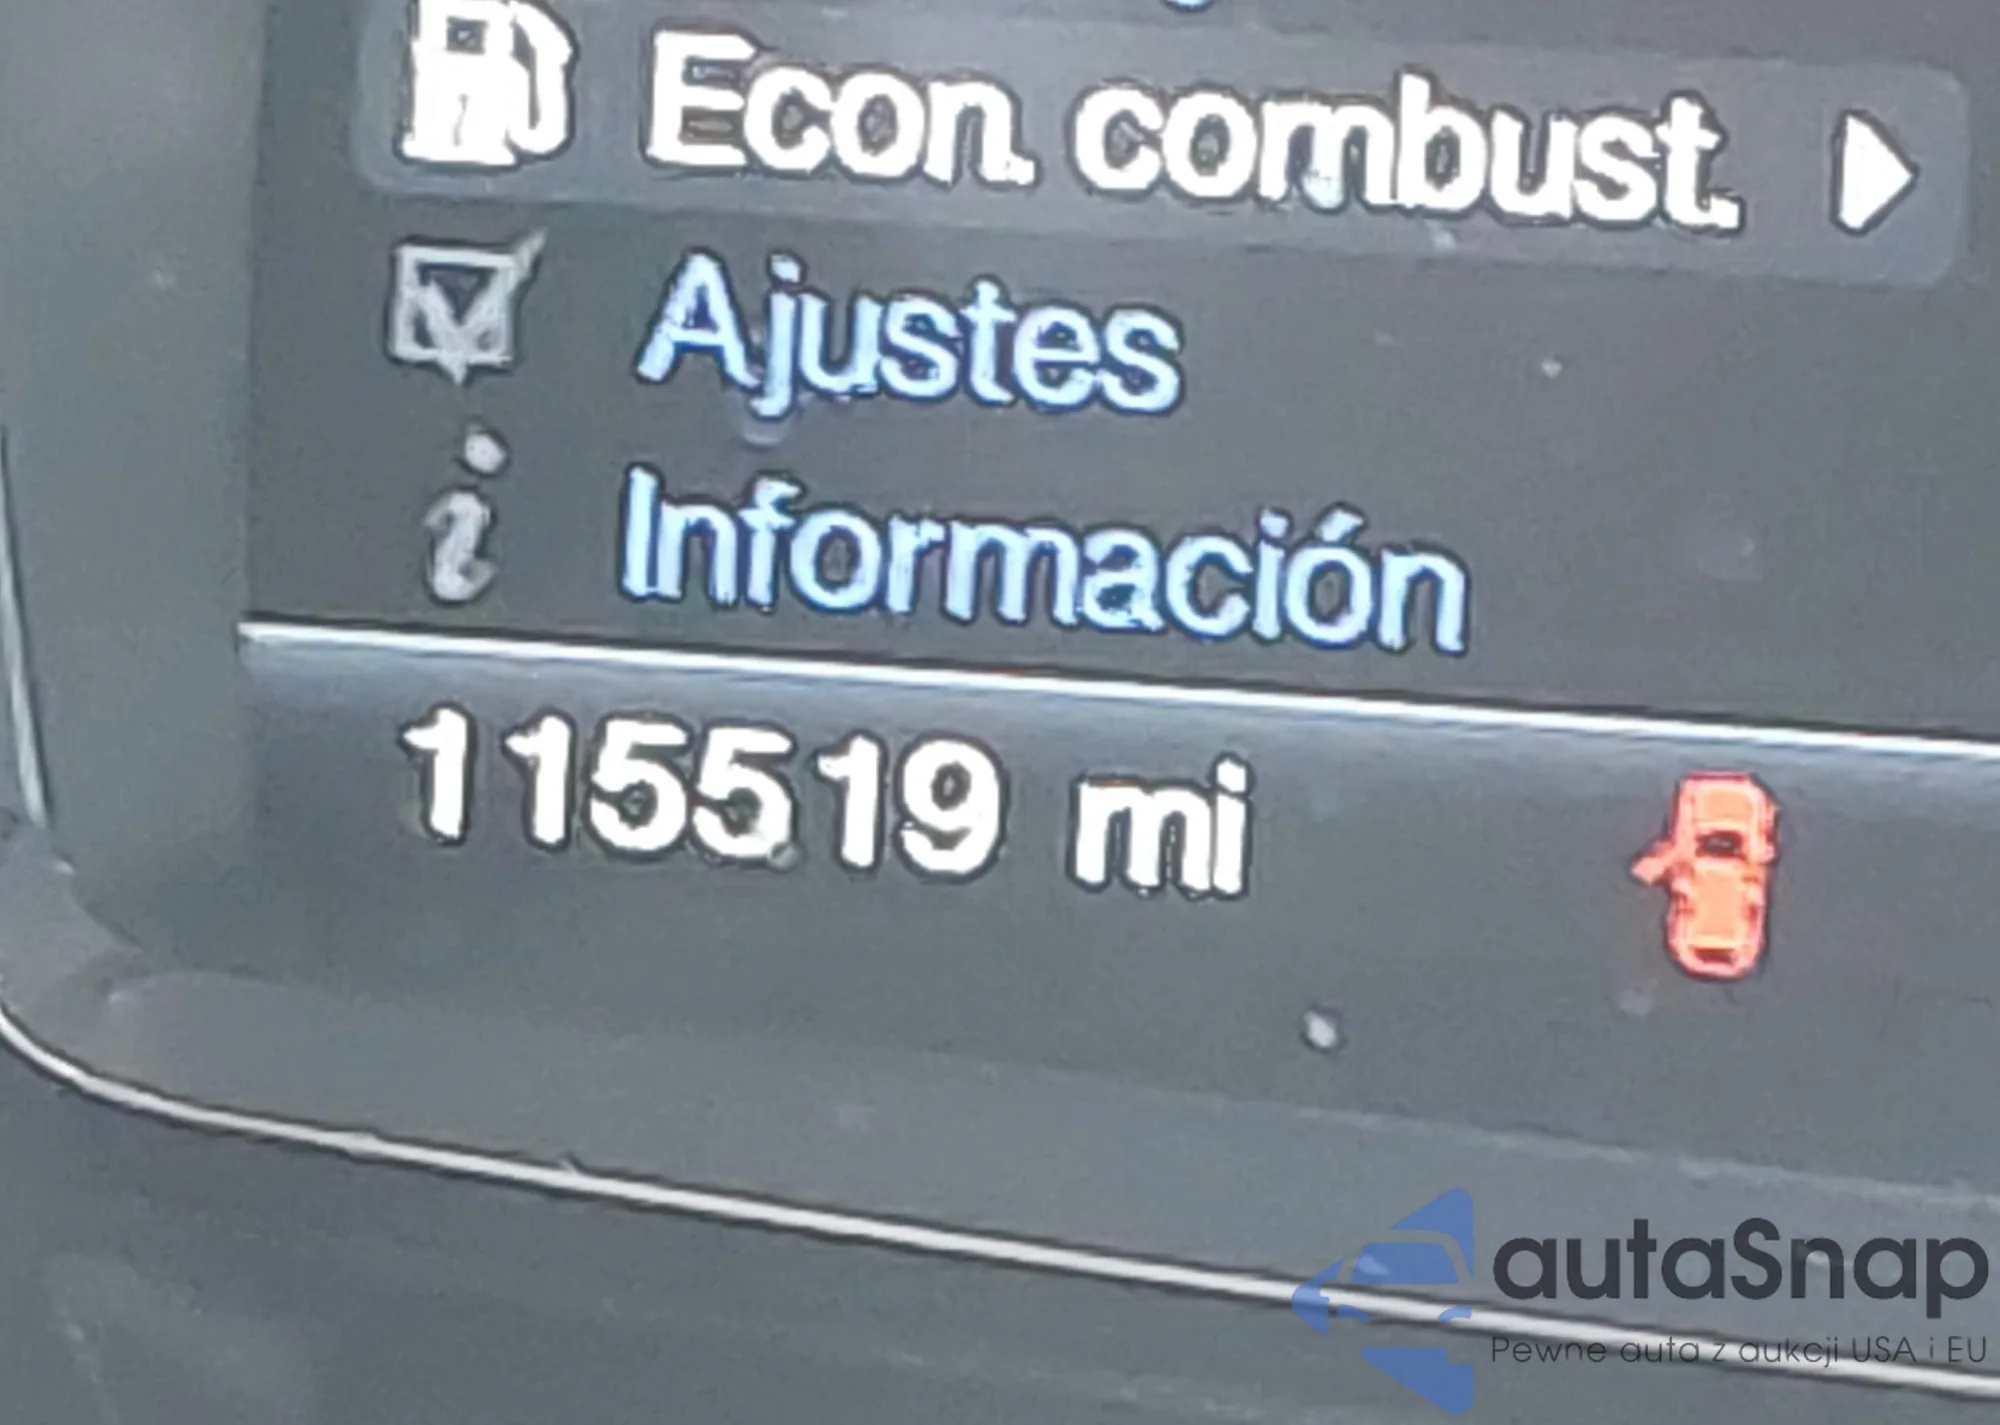 Econ. combust.
Ajustes
Información
115519 mi
autaSnap
Pewne auta z aukcji USA i EU